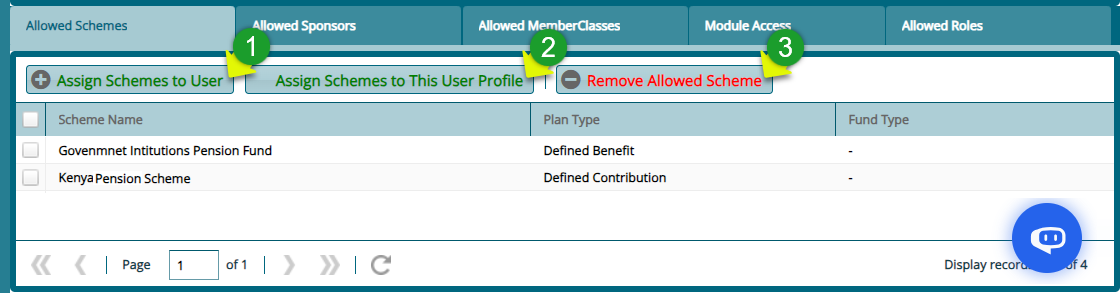 Allowed Schemes Allowed Sponsors Allowed MemberClasses Module Access Allowed Roles
1 2 3
Assign Schemes to User Assign Schemes to This User Profile Remove Allowed Scheme
Scheme Name Plan Type Fund Type
Govenmnet Intitutions Pension Fund Defined Benefit -
Kenya Pension Scheme Defined Contribution -
Page 1 of 1 Display of 4